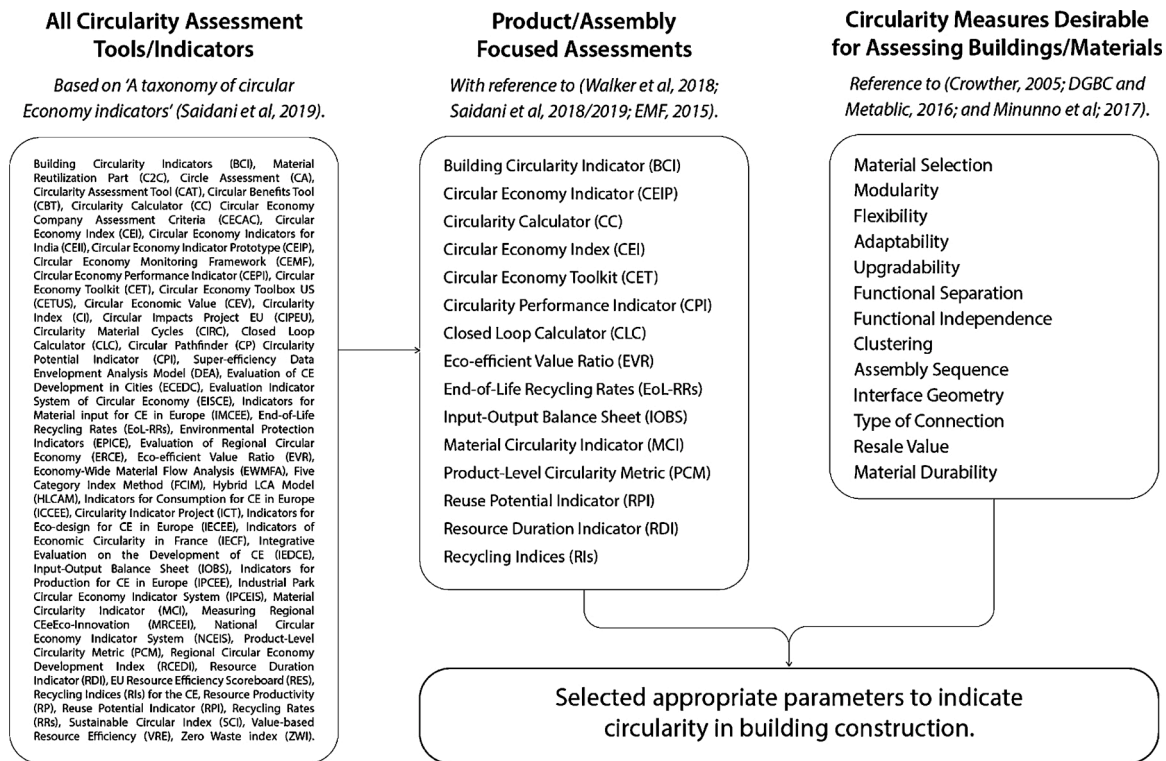 All Circularity Assessment
Tools/Indicators
Based on 'A taxonomy of circular
Economy indicators' (Saidani et al, 2019).
Building Circularity Indicators (BCI), Material
Reutilization Part (C2C), Circle Assessment (CA),
Circularity Assessment Tool (CAT), Circular Benefits Tool
(CBT), Circularity Calculator (CC) Circular Economy
Company Assessment Criteria (CECAC), Circular
Economy Index (CEI), Circular Economy Indicators for
India (CEII), Circular Economy Indicator Prototype (CEIP),
Circular Economy Monitoring Framework (CEMF),
Circular Economy Performance Indicator (CEPI), Circular
Economy Toolkit (CET), Circular Economy Toolbox US
(CETUS), Circular Economic Value (CEV), Circularity
Index (CI), Circular Impacts Project EU (CIPEU),
Circularity Material Cycles (CIRC), Closed Loop
Calculator (CLC), Circular Pathfinder (CP) Circularity
Potential Indicator (CPI), Super-efficiency Data
Envelopment Analysis Model (DEA), Evaluation of CE
Development in Cities (ECEDC), Evaluation Indicator
System of Circular Economy (EISCE), Indicators for
Material input for CE in Europe (IMCEE), End-of-Life
Recycling Rates (EoL-RRs), Environmental Protection
Indicators (EPICE), Evaluation of Regional Circular
Economy (ERCE), Eco-efficient Value Ratio (EVR),
Economy-Wide Material Flow Analysis (EWMFA), Five
Category Index Method (FCIM), Hybrid LCA Model
(HLCAM), Indicators for Consumption for CE in Europe
(ICCEE), Circularity Indicator Project (ICT), Indicators for
Eco-design for CE in Europe (IECEE), Indicators of
Economic Circularity in France (IECF), Integrative
Evaluation on the Development of CE (IEDCE),
Input-Output Balance Sheet (IOBS), Indicators for
Production for CE in Europe (IPCEE), Industrial Park
Circular Economy Indicator System (IPCEIS), Material
Circularity Indicator (MCI), Measuring Regional
CEeEco-Innovation (MRCEEI), National Circular
Economy Indicator System (NCEIS), Product-Level
Circularity Metric (PCM), Regional Circular Economy
Development Index (RCEDI), Resource Duration
Indicator (RDI), EU Resource Efficiency Scoreboard (RES),
Recycling Indices (RIs) for the CE, Resource Productivity
(RP), Reuse Potential Indicator (RPI), Recycling Rates
(RRs), Sustainable Circular Index (SCI), Value-based
Resource Efficiency (VRE), Zero Waste index (ZWI).
Product/Assembly
Focused Assessments
With reference to (Walker et al, 2018;
Saidani et al, 2018/2019; EMF, 2015).
Building Circularity Indicator (BCI)
Circular Economy Indicator (CEIP)
Circularity Calculator (CC)
Circular Economy Index (CEI)
Circular Economy Toolkit (CET)
Circularity Performance Indicator (CPI)
Closed Loop Calculator (CLC)
Eco-efficient Value Ratio (EVR)
End-of-Life Recycling Rates (EoL-RRs)
Input-Output Balance Sheet (IOBS)
Material Circularity Indicator (MCI)
Product-Level Circularity Metric (PCM)
Reuse Potential Indicator (RPI)
Resource Duration Indicator (RDI)
Recycling Indices (RIs)
Circularity Measures Desirable
for Assessing Buildings/Materials
Reference to (Crowther, 2005; DGBC and
Metablic, 2016; and Minunno et al; 2017).
Material Selection
Modularity
Flexibility
Adaptability
Upgradability
Functional Separation
Functional Independence
Clustering
Assembly Sequence
Interface Geometry
Type of Connection
Resale Value
Material Durability
Selected appropriate parameters to indicate
circularity in building construction.